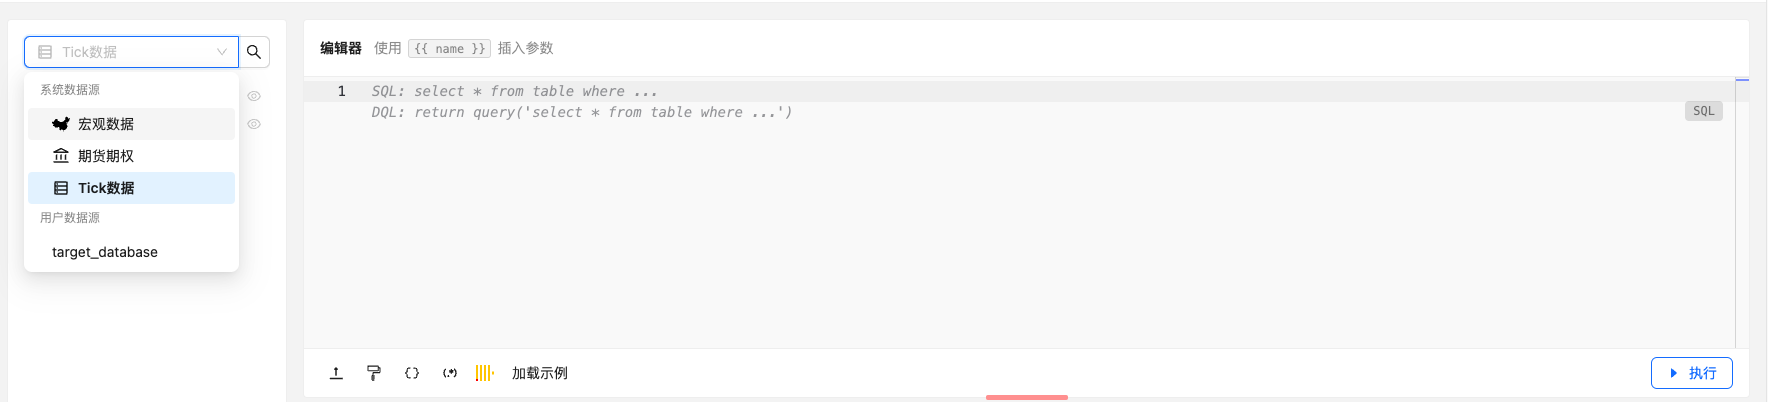 Tick数据
系统数据源
宏观数据
期货期权
Tick数据
用户数据源
target_database
编辑器 使用 {{ name }} 插入参数
1 SQL: select * from table where ...
DQL: return query('select * from table where ...')
SQL
{} (.*) 加载示例
执行